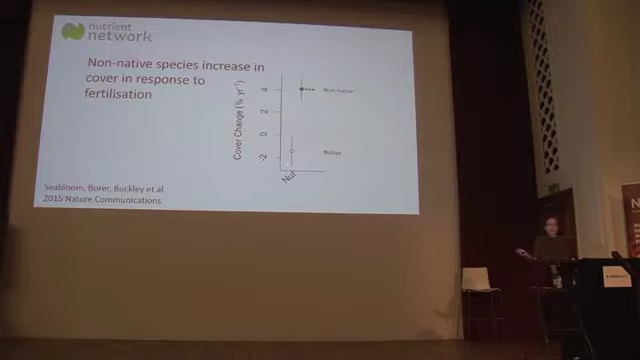 nutrient
network
Non-native species increase in
cover in response to
fertilisation
Cover Change (% yr⁻¹)
4
2
0
-2
Non-native
Native
Nut
Seabloom, Borer, Buckley et al
2015 Nature Communications
N